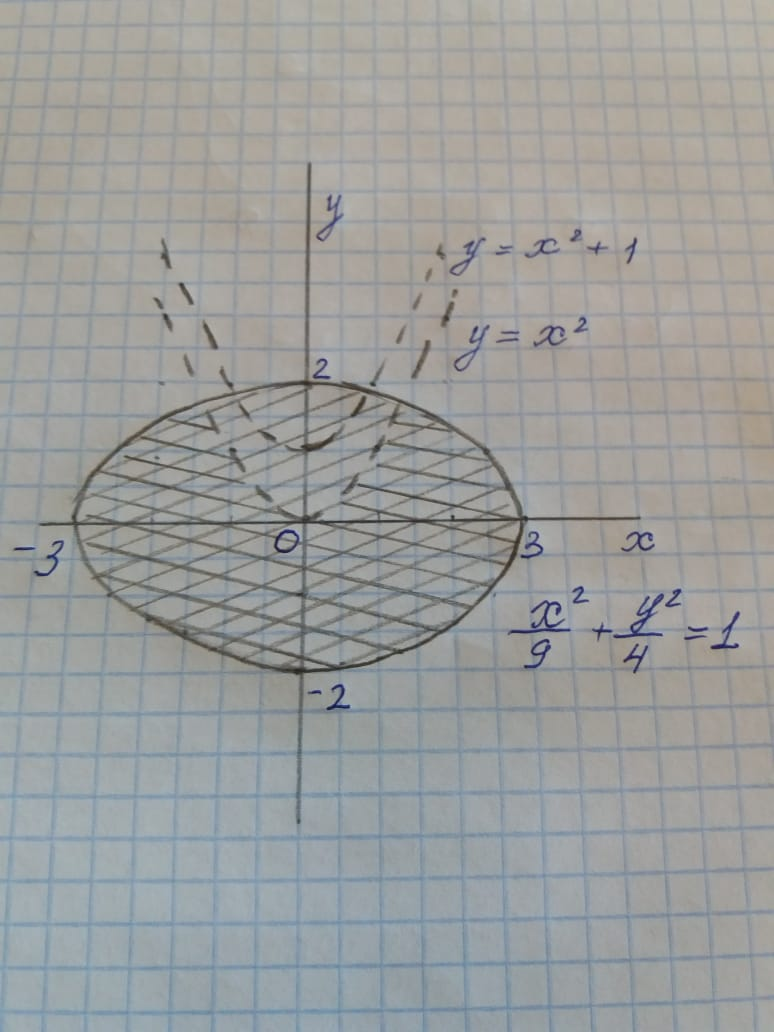 y
y = x² + 1
y = x²
2
-3
0
3
x
x²/9 + y²/4 = 1
-2